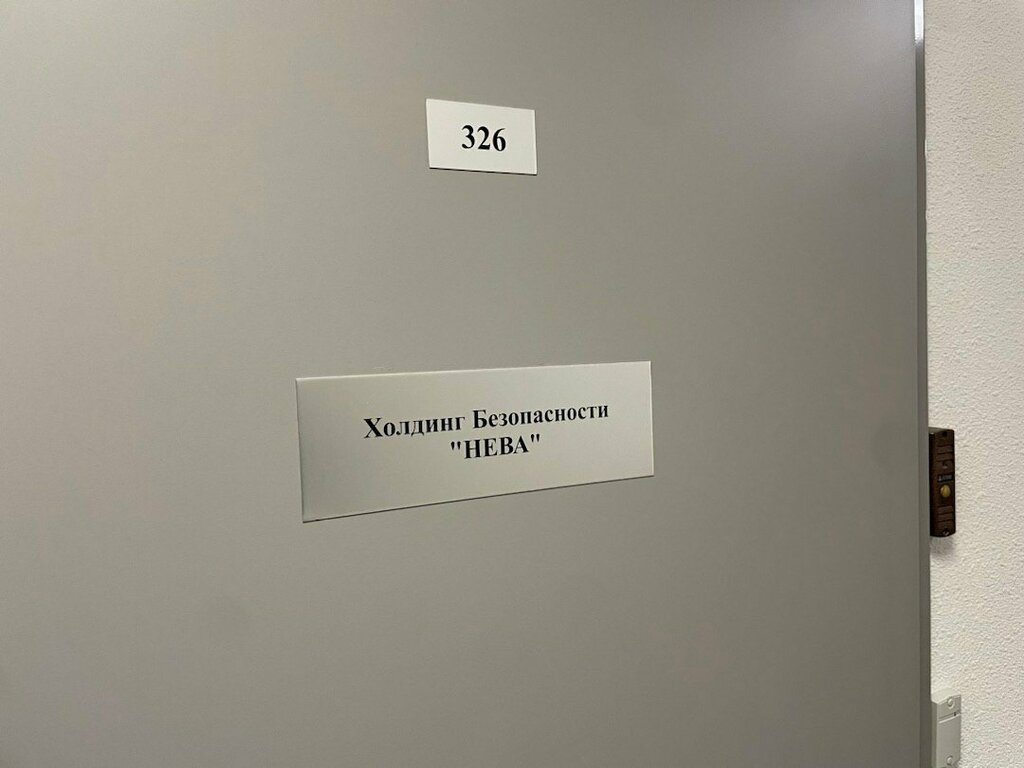 326
Холдинг Безопасности
"НЕВА"